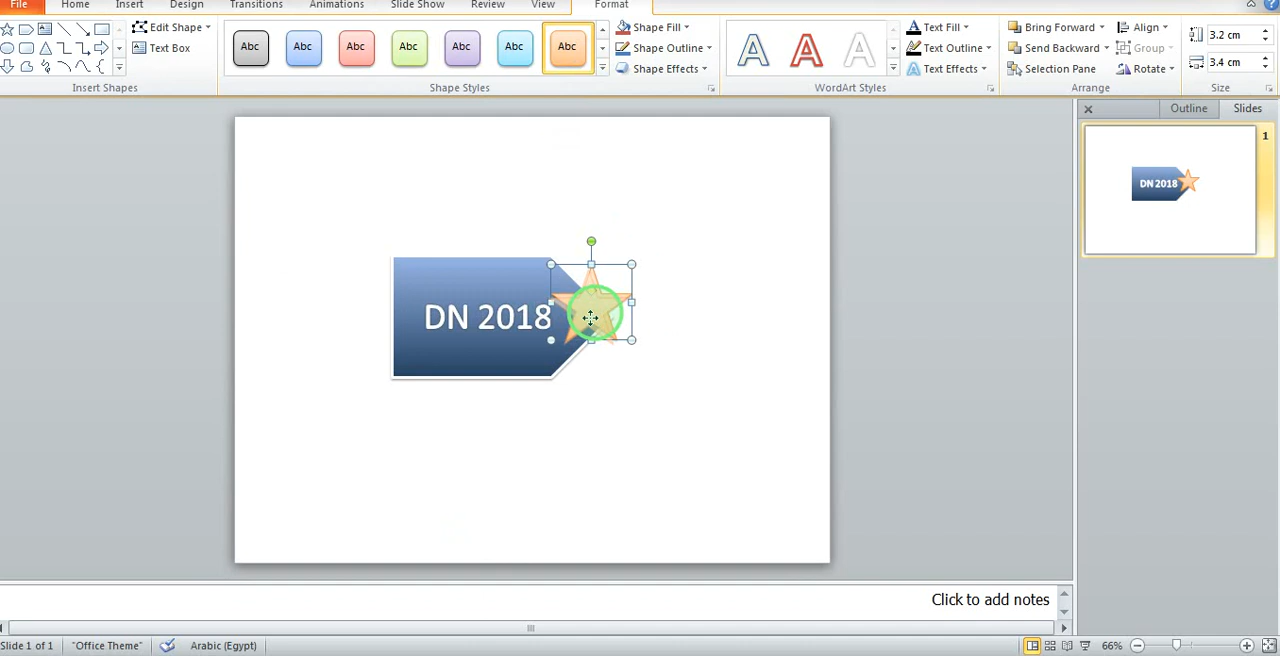 File Home Insert Design Transitions Animations Slide Show Review View Format
Edit Shape
Text Box
Insert Shapes
Abc Abc Abc Abc Abc Abc Abc
Shape Fill
Shape Outline
Shape Effects
Shape Styles
A A A
Text Fill
Text Outline
Text Effects
WordArt Styles
Bring Forward
Send Backward
Selection Pane
Align
Group
Rotate
Arrange
3.2 cm
3.4 cm
Size
Outline Slides
1
DN 2018
DN 2018
Click to add notes
Slide 1 of 1 "Office Theme" Arabic (Egypt) 66%